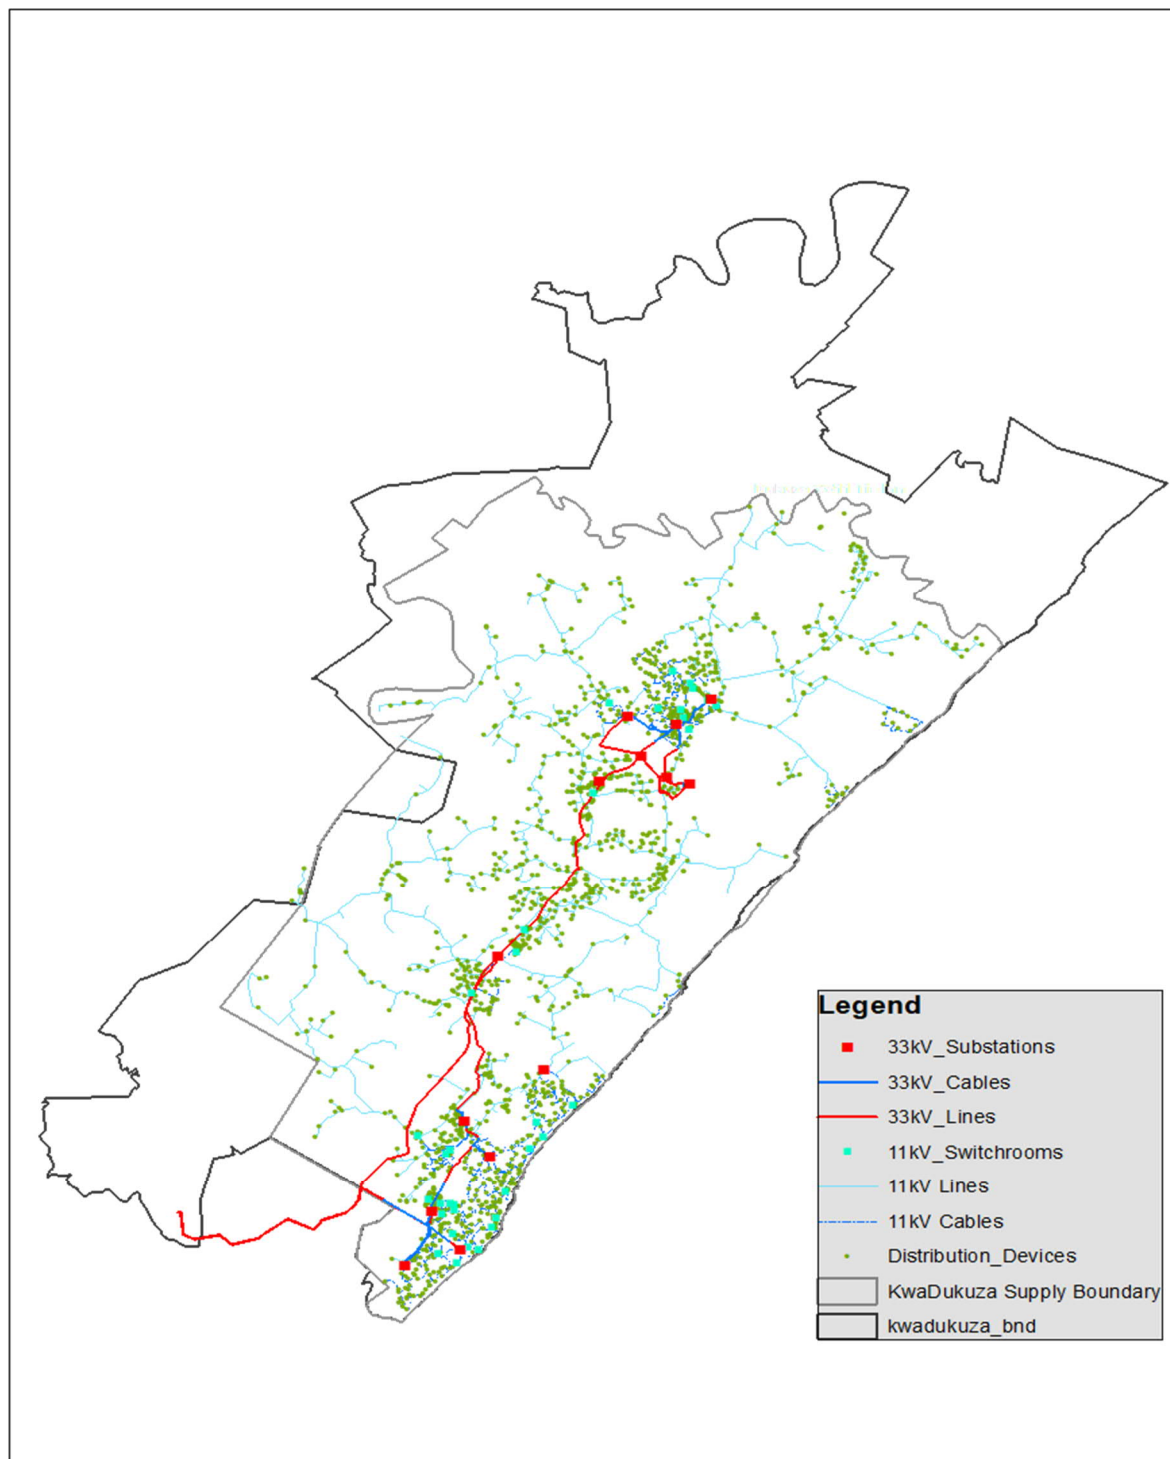 Legend
33kV_Substations
33kV_Cables
33kV_Lines
11kV_Switchrooms
11kV Lines
11kV Cables
Distribution_Devices
KwaDukuza Supply Boundary
kwadukuza_bnd